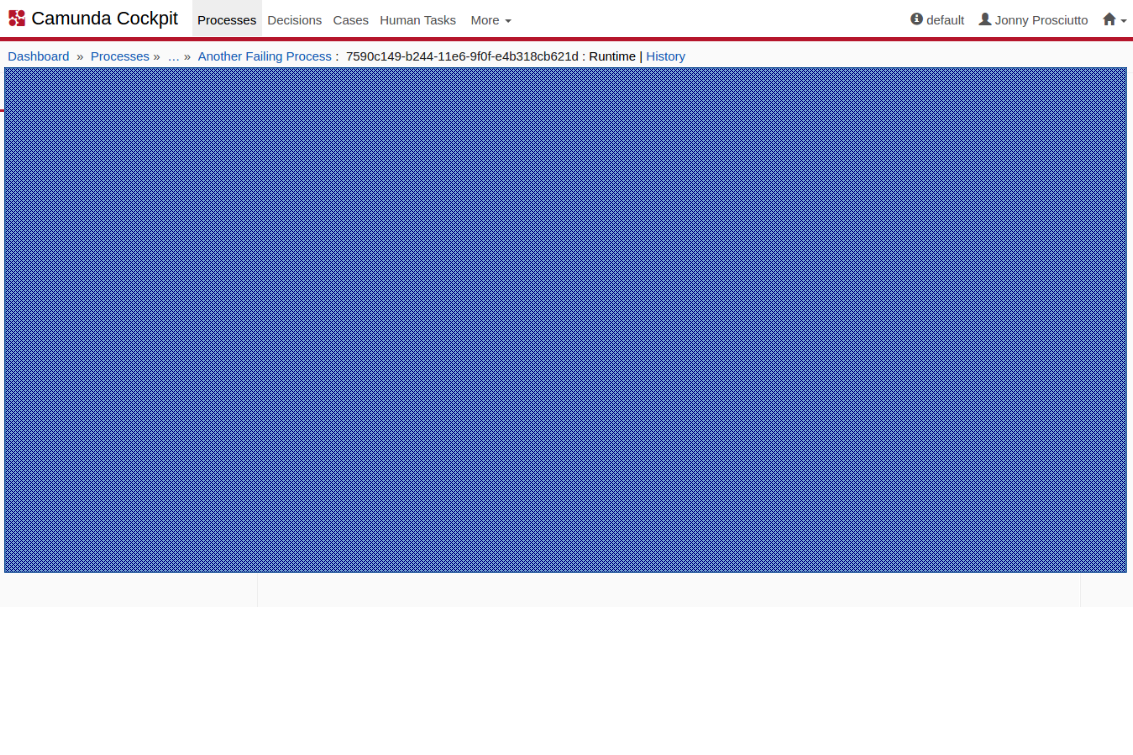 Camunda Cockpit Processes Decisions Cases Human Tasks More default Jonny Prosciutto
Dashboard » Processes » ... » Another Failing Process : 7590c149-b244-11e6-9f0f-e4b318cb621d : Runtime | History